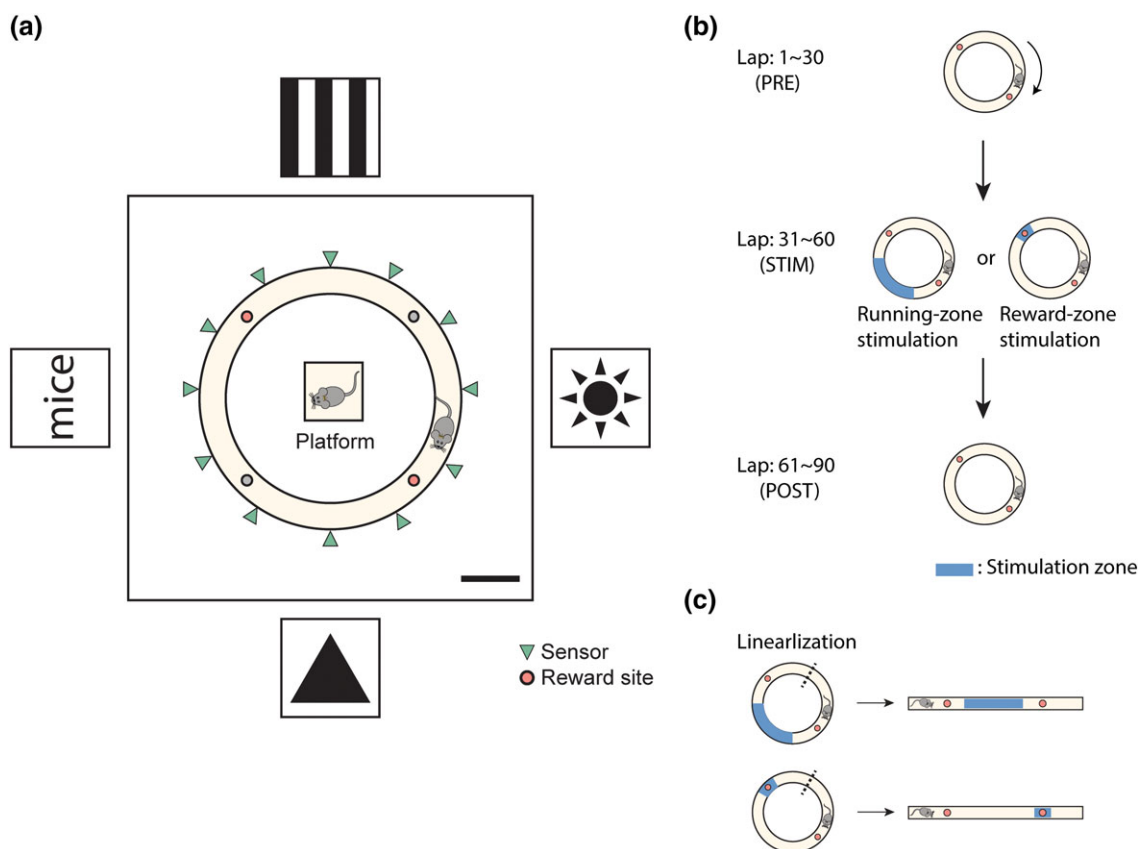 (a)
mice
Platform
Sensor
Reward site
(b)
Lap: 1~30
(PRE)
Lap: 31~60
(STIM)
or
Running-zone
stimulation
Reward-zone
stimulation
Lap: 61~90
(POST)
: Stimulation zone
(c)
Linearlization